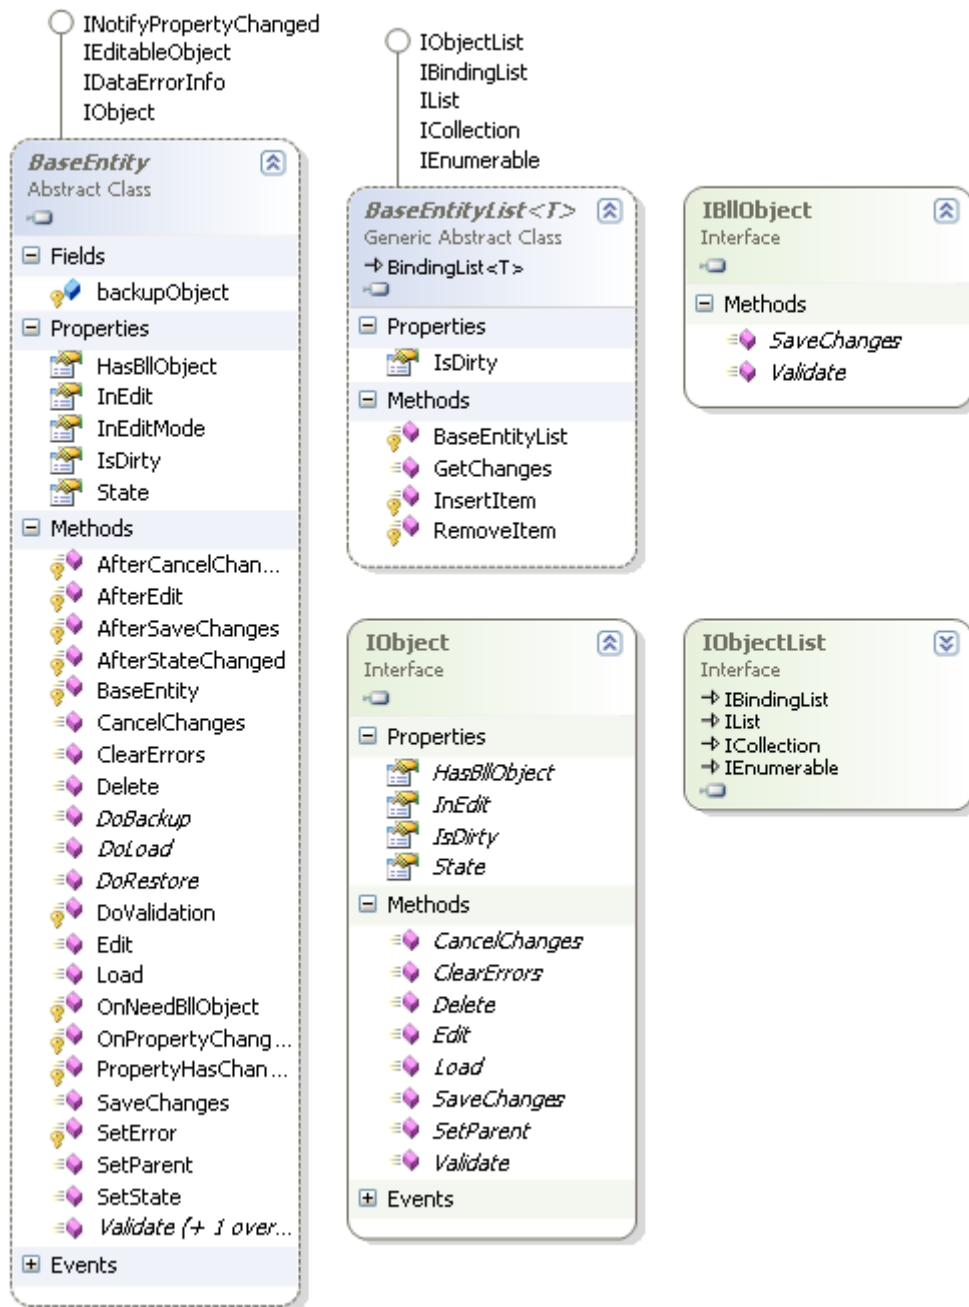 INotifyPropertyChanged
IEditableObject
IDataErrorInfo
IObject
BaseEntity
Abstract Class
Fields
backupObject
Properties
HasBllObject
InEdit
InEditMode
IsDirty
State
Methods
AfterCancelChan...
AfterEdit
AfterSaveChanges
AfterStateChanged
BaseEntity
CancelChanges
ClearErrors
Delete
DoBackup
DoLoad
DoRestore
DoValidation
Edit
Load
OnNeedBllObject
OnPropertyChang...
PropertyHasChan...
SaveChanges
SetError
SetParent
SetState
Validate (+ 1 over...
Events
IObjectList
IBindingList
IList
ICollection
IEnumerable
BaseEntityList<T>
Generic Abstract Class
BindingList<T>
Properties
IsDirty
Methods
BaseEntityList
GetChanges
InsertItem
RemoveItem
IBllObject
Interface
Methods
SaveChanges
Validate
IObject
Interface
Properties
HasBllObject
InEdit
IsDirty
State
Methods
CancelChanges
ClearErrors
Delete
Edit
Load
SaveChanges
SetParent
Validate
Events
IObjectList
Interface
IBindingList
IList
ICollection
IEnumerable